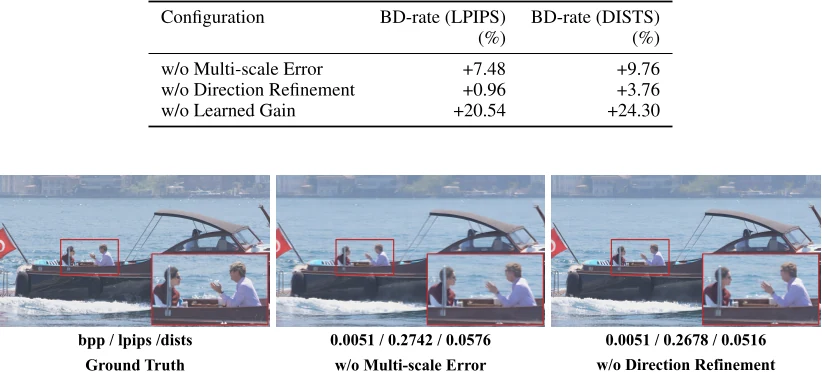 Configuration BD-rate (LPIPS) BD-rate (DISTS)
(%) (%)
w/o Multi-scale Error +7.48 +9.76
w/o Direction Refinement +0.96 +3.76
w/o Learned Gain +20.54 +24.30
bpp / lpips /dists 0.0051 / 0.2742 / 0.0576 0.0051 / 0.2678 / 0.0516
Ground Truth w/o Multi-scale Error w/o Direction Refinement